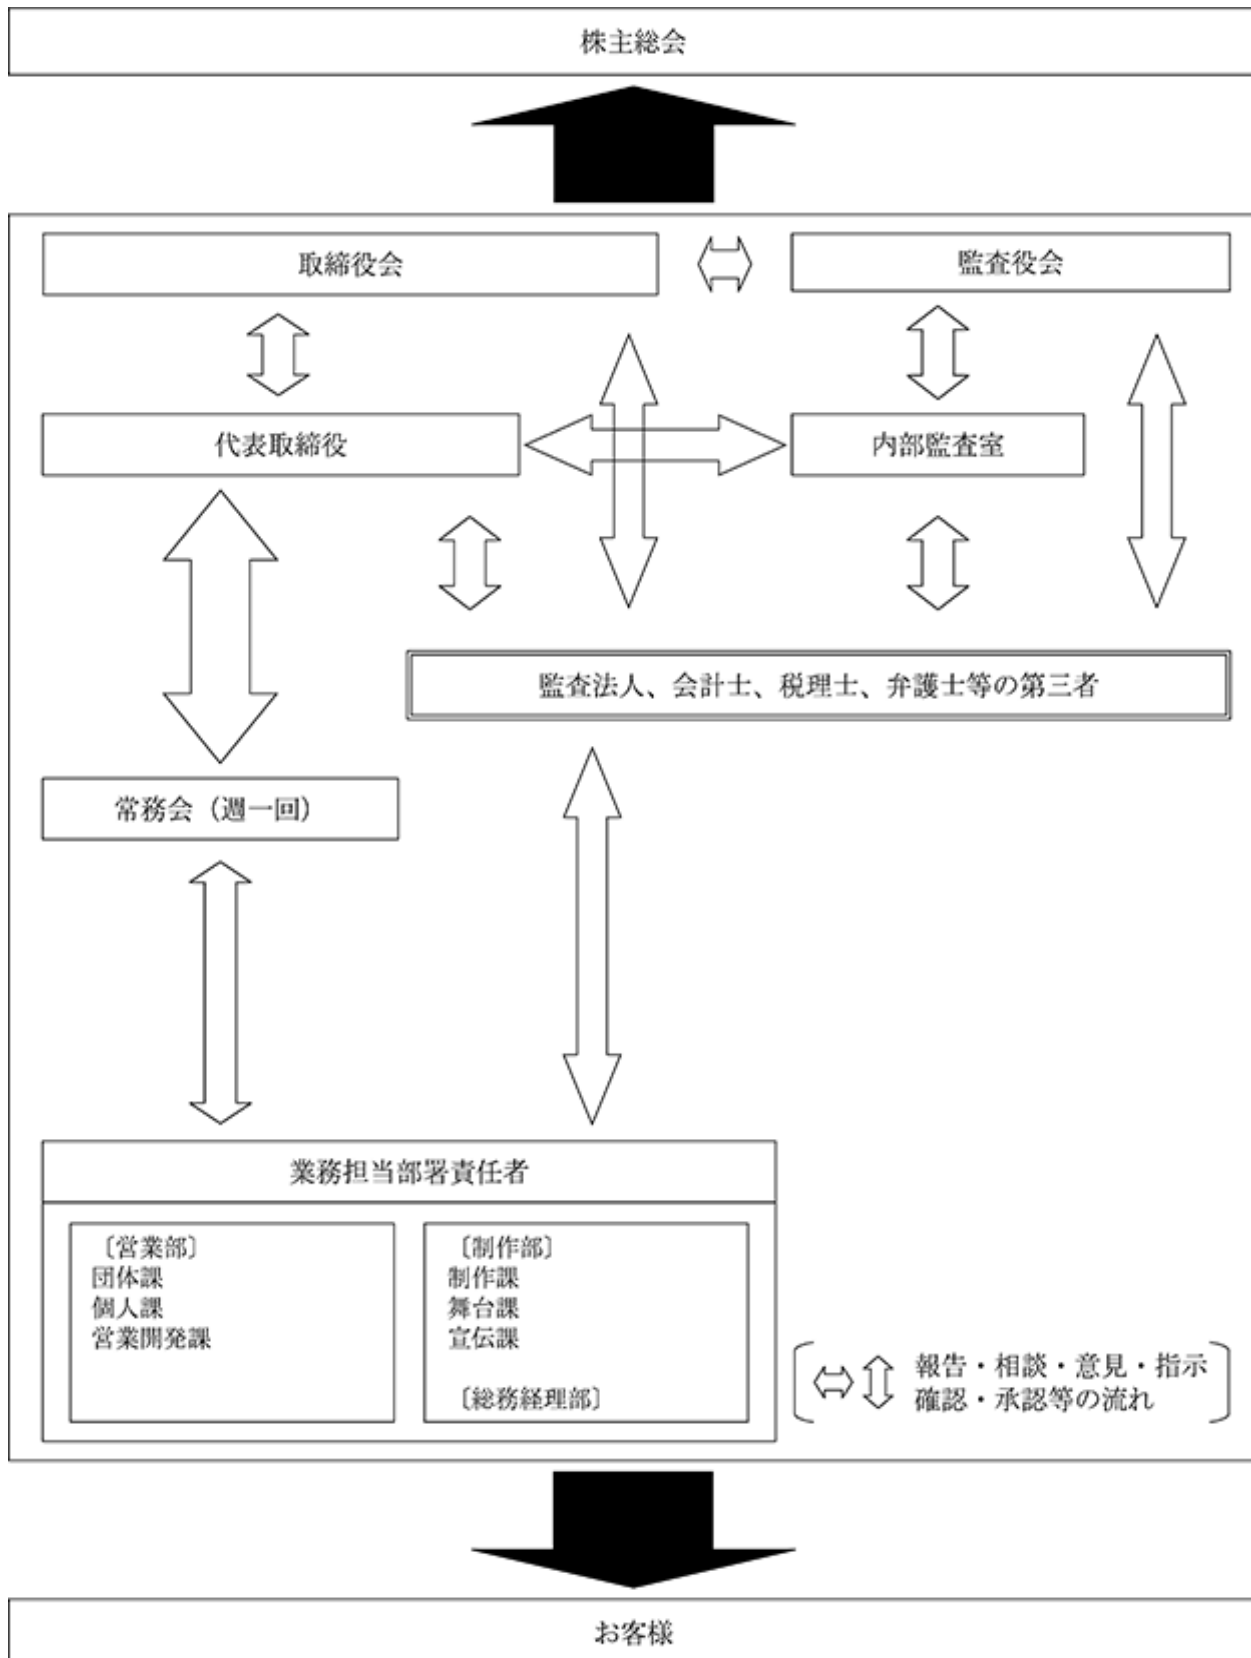 株主総会
取締役会
監査役会
代表取締役
内部監査室
監査法人、会計士、税理士、弁護士等の第三者
常務会（週一回）
業務担当部署責任者
〔営業部〕
団体課
個人課
営業開発課
〔制作部〕
制作課
舞台課
宣伝課
〔総務経理部〕
報告・相談・意見・指示
確認・承認等の流れ
お客様